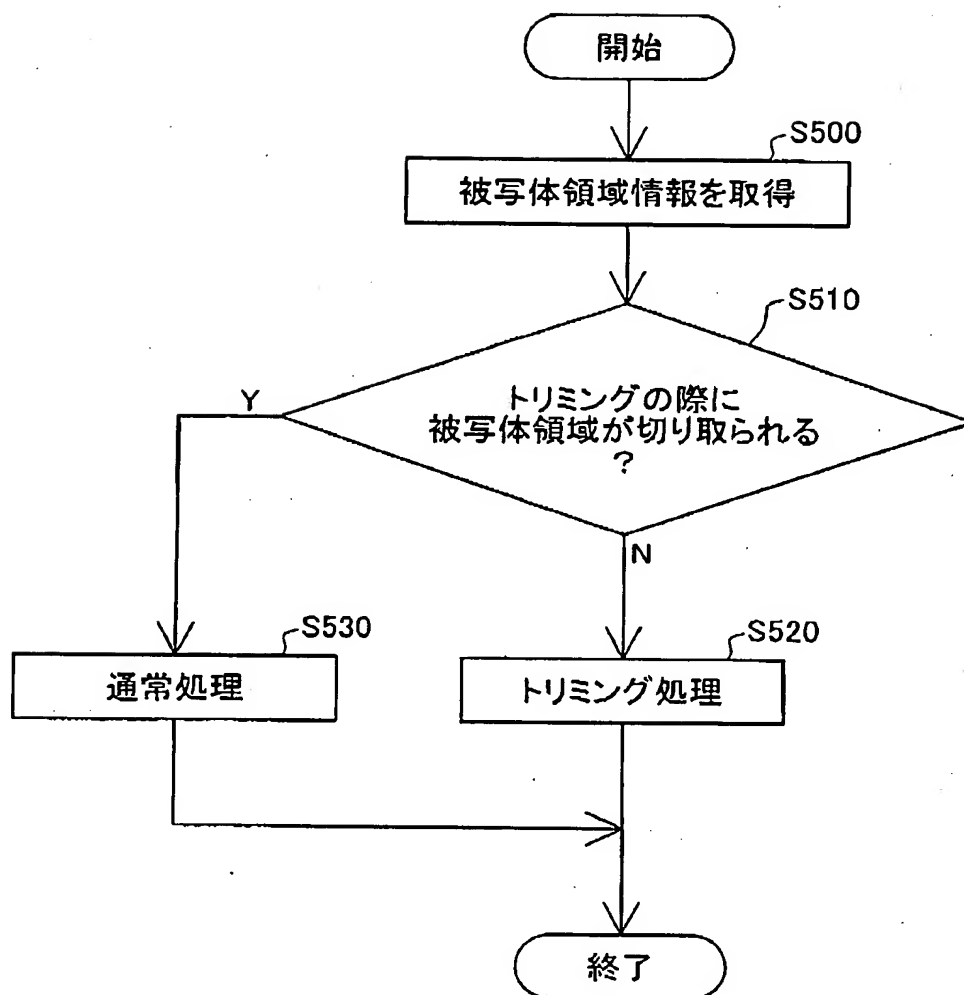 開始
S500
被写体領域情報を取得
S510
トリミングの際に
被写体領域が切り取られる
?
Y
N
S530
通常処理
S520
トリミング処理
終了